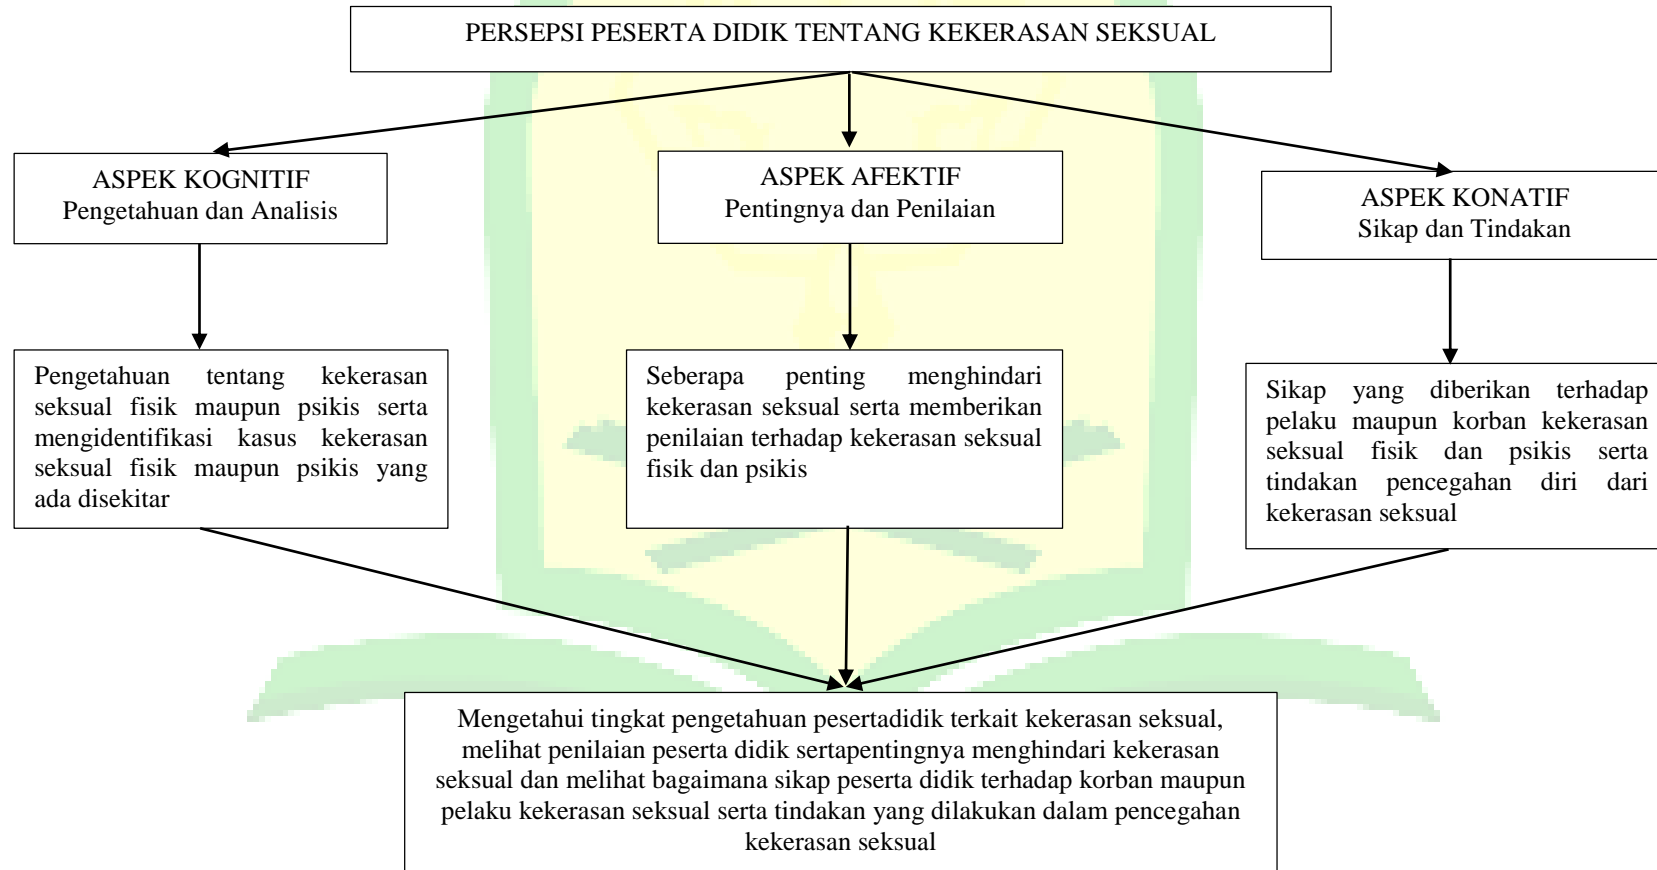 PERSEPSI PESERTA DIDIK TENTANG KEKERASAN SEKSUAL
ASPEK KOGNITIF
Pengetahuan dan Analisis
ASPEK AFEKTIF
Pentingnya dan Penilaian
ASPEK KONATIF
Sikap dan Tindakan
Pengetahuan tentang kekerasan
seksual fisik maupun psikis serta
mengidentifikasi kasus kekerasan
seksual fisik maupun psikis yang
ada disekitar
Seberapa penting menghindari
kekerasan seksual serta memberikan
penilaian terhadap kekerasan seksual
fisik dan psikis
Sikap yang diberikan terhadap
pelaku maupun korban kekerasan
seksual fisik dan psikis serta
tindakan pencegahan diri dari
kekerasan seksual
Mengetahui tingkat pengetahuan pesertadidik terkait kekerasan seksual,
melihat penilaian peserta didik sertapentingnya menghindari kekerasan
seksual dan melihat bagaimana sikap peserta didik terhadap korban maupun
pelaku kekerasan seksual serta tindakan yang dilakukan dalam pencegahan
kekerasan seksual